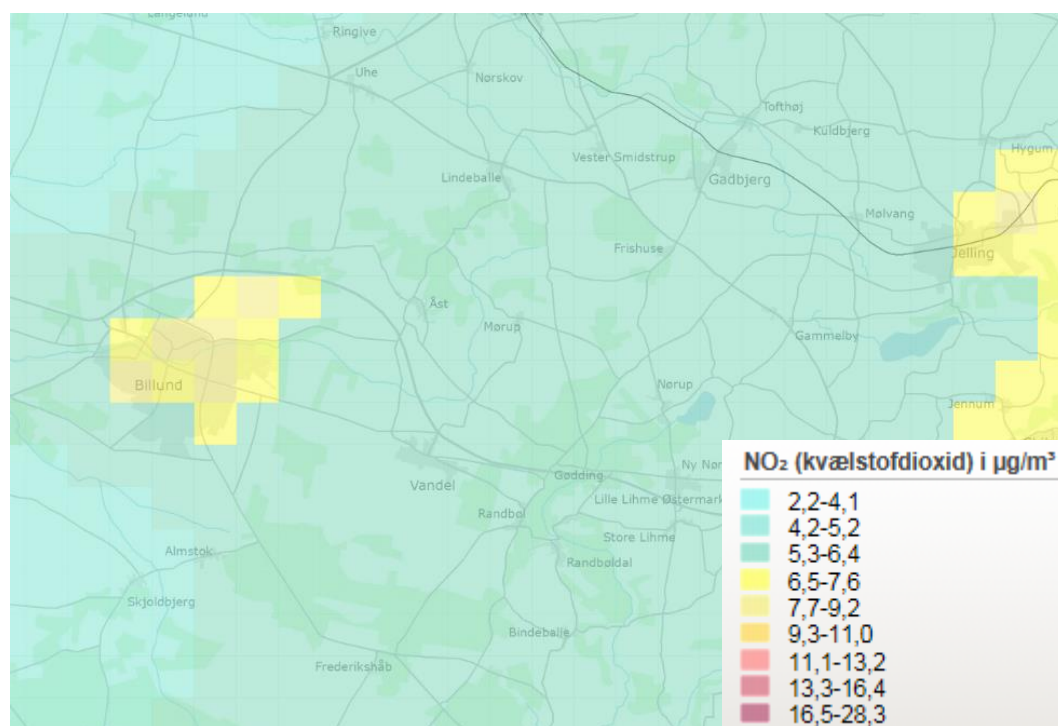 Ringive
Uhe
Nørskov
Tofthøj
Kuldbjerg
Hygum
Vester Smidstrup
Lindeballe
Gadbjerg
Mølvang
Frishuse
Jelling
Åst
Mørup
Gammelby
Billund
Nørup
Jennum
Gødding
Ny Nør
Vandel
Lille Lihme Østermark
Randbøl
Store Lihme
Almstok
Randbøldal
Skjoldbjerg
Bindeballe
Frederikshåb
NO₂ (kvælstofdioxid) i µg/m³
2,2-4,1
4,2-5,2
5,3-6,4
6,5-7,6
7,7-9,2
9,3-11,0
11,1-13,2
13,3-16,4
16,5-28,3